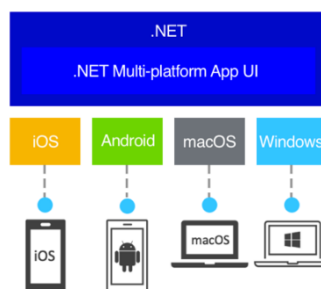 .NET
.NET Multi-platform App UI
iOS Android macOS Windows
iOS macOS